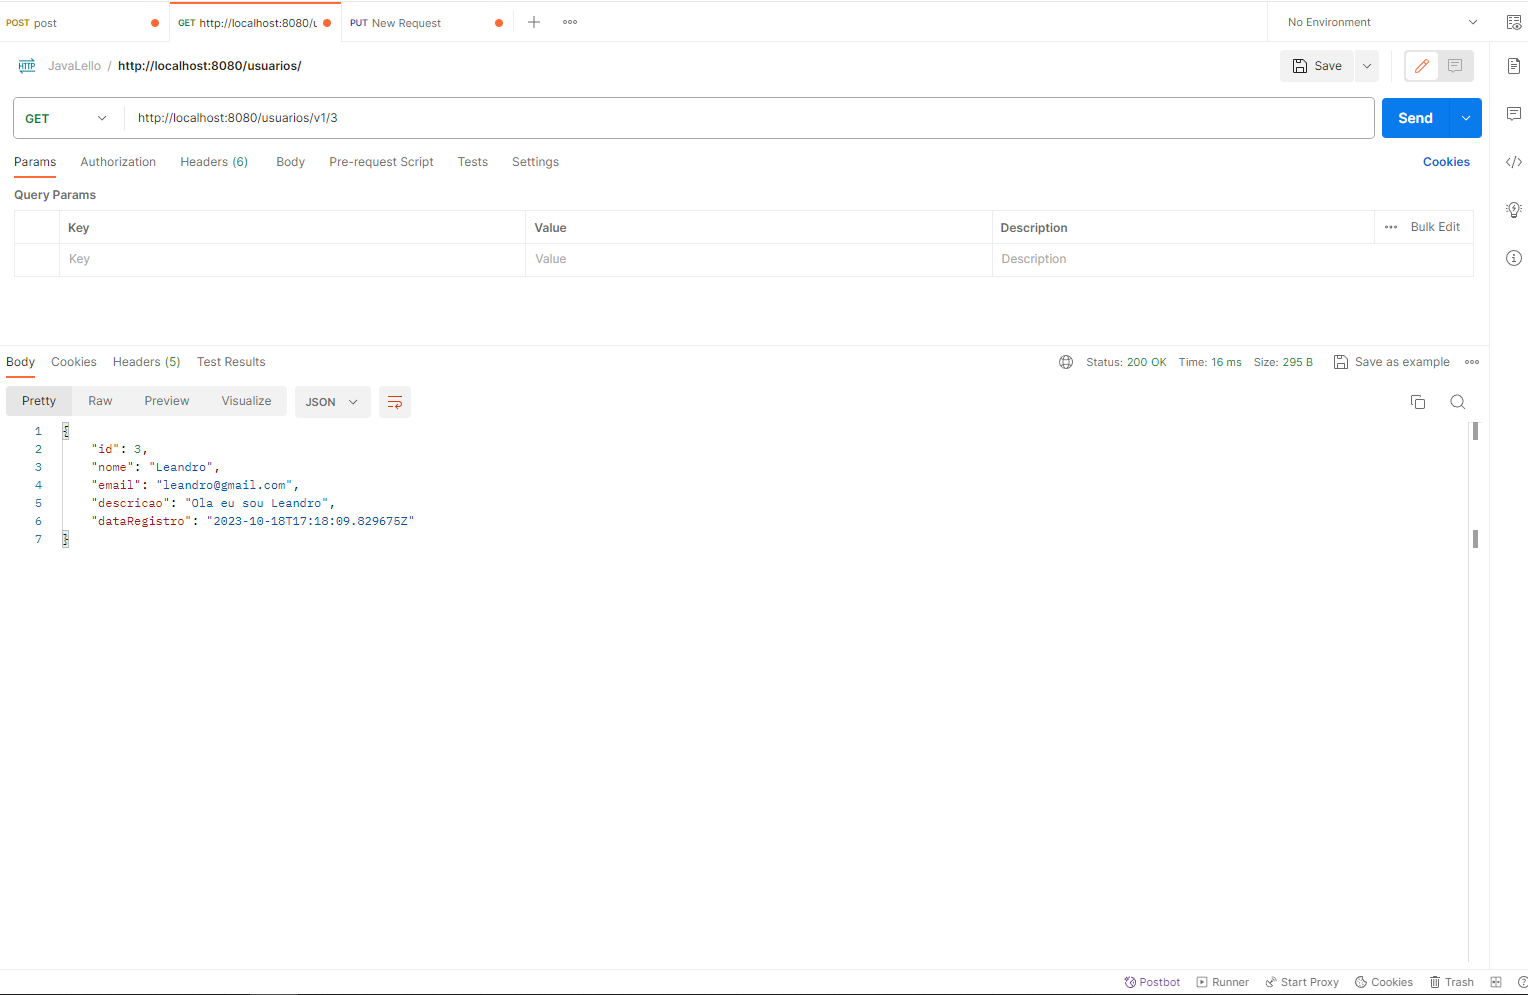 POST post
GET http://localhost:8080/u
PUT New Request
No Environment
HTTP JavaLello / http://localhost:8080/usuarios/
Save
GET http://localhost:8080/usuarios/v1/3
Send
Params Authorization Headers (6) Body Pre-request Script Tests Settings Cookies
Query Params
Key Value Description Bulk Edit
Key Value Description
Body Cookies Headers (5) Test Results Status: 200 OK Time: 16 ms Size: 295 B Save as example
Pretty Raw Preview Visualize JSON
1 {
2 "id": 3,
3 "nome": "Leandro",
4 "email": "leandro@gmail.com",
5 "descricao": "Ola eu sou Leandro",
6 "dataRegistro": "2023-10-18T17:18:09.829675Z"
7 }
Postbot Runner Start Proxy Cookies Trash